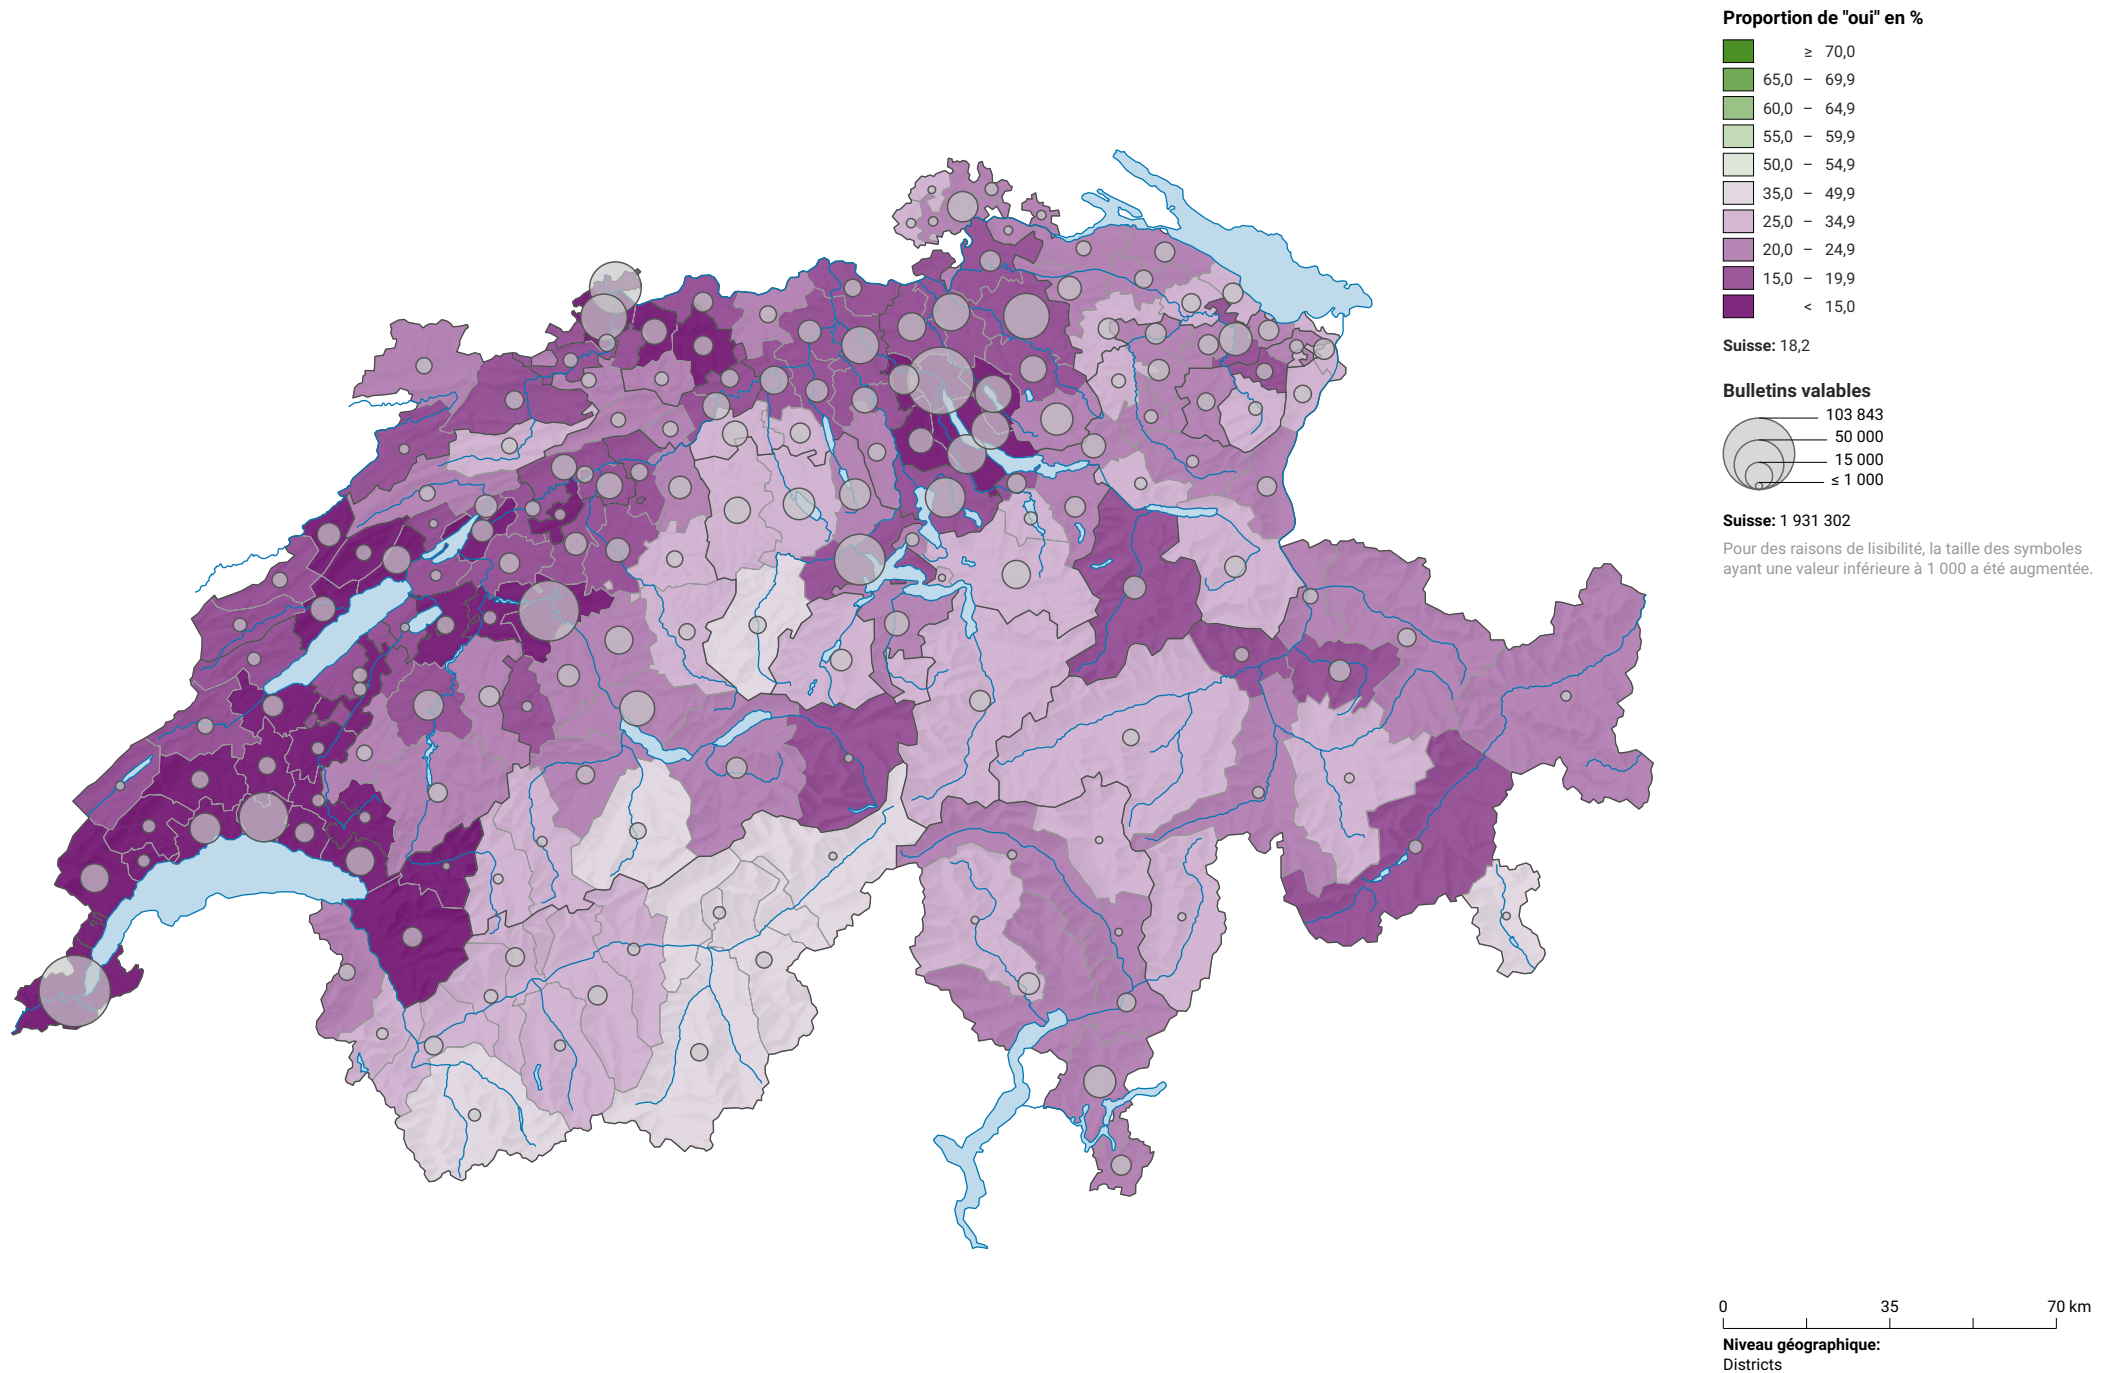 Proportion de "oui" en %
≥ 70,0
65,0 – 69,9
60,0 – 64,9
55,0 – 59,9
50,0 – 54,9
35,0 – 49,9
25,0 – 34,9
20,0 – 24,9
15,0 – 19,9
< 15,0
Suisse: 18,2
Bulletins valables
103 843
50 000
15 000
≤ 1 000
Suisse: 1 931 302
Pour des raisons de lisibilité, la taille des symboles
ayant une valeur inférieure à 1 000 a été augmentée.
0 35 70 km
Niveau géographique:
Districts